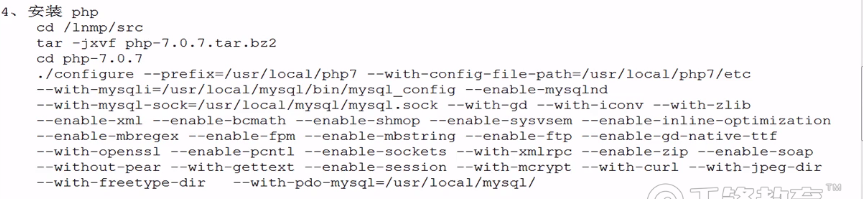 4、安装 php
cd /lnmp/src
tar -jxvf php-7.0.7.tar.bz2
cd php-7.0.7
./configure --prefix=/usr/local/php7 --with-config-file-path=/usr/local/php7/etc
--with-mysqli=/usr/local/mysql/bin/mysql_config --enable-mysqlnd
--with-mysql-sock=/usr/local/mysql/mysql.sock --with-gd --with-iconv --with-zlib
--enable-xml --enable-bcmath --enable-shmop --enable-sysvsem --enable-inline-optimization
--enable-mbregex --enable-fpm --enable-mbstring --enable-ftp --enable-gd-native-ttf
--with-openssl --enable-pcntl --enable-sockets --with-xmlrpc --enable-zip --enable-soap
--without-pear --with-gettext --enable-session --with-mcrypt --with-curl --with-jpeg-dir
--with-freetype-dir --with-pdo-mysql=/usr/local/mysql/